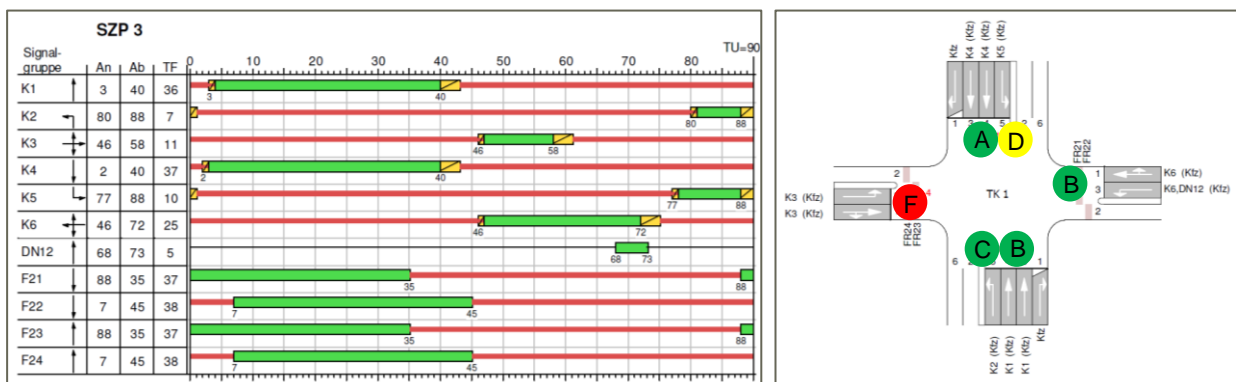 SZP 3
TU=90
Signal-
gruppe An Ab TF
0 10 20 30 40 50 60 70 80
K1 3 40 36
3 40
K2 80 88 7
80 88
K3 46 58 11
46 58
K4 2 40 37
2 40
K5 77 88 10
77 88
K6 46 72 25
46 72
DN12 68 73 5
68 73
F21 88 35 37
35 88
F22 7 45 38
7 45
F23 88 35 37
35 88
F24 7 45 38
7 45
Kfz
K4 (Kfz)
K4 (Kfz)
K5 (Kfz)
1 3 4 5 2 6
A D
FR21
FR22
2
1 K6 (Kfz)
B
3 K6,DN12 (Kfz)
4
K3 (Kfz)
F
TK 1
K3 (Kfz)
2
FR24
FR23
C B
6 2 1
K2 (Kfz)
K1 (Kfz)
K1 (Kfz)
Kfz